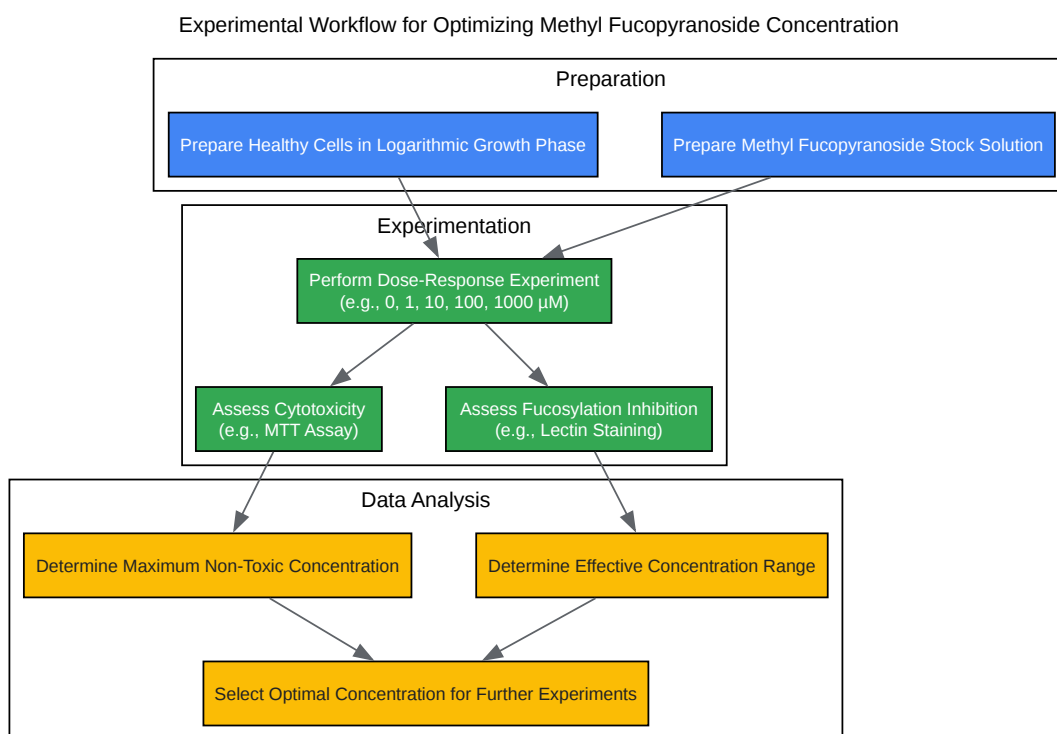 Experimental Workflow for Optimizing Methyl Fucopyranoside Concentration
Preparation
Prepare Healthy Cells in Logarithmic Growth Phase
Prepare Methyl Fucopyranoside Stock Solution
Experimentation
Perform Dose-Response Experiment
(e.g., 0, 1, 10, 100, 1000 µM)
Assess Cytotoxicity
(e.g., MTT Assay)
Assess Fucosylation Inhibition
(e.g., Lectin Staining)
Data Analysis
Determine Maximum Non-Toxic Concentration
Determine Effective Concentration Range
Select Optimal Concentration for Further Experiments